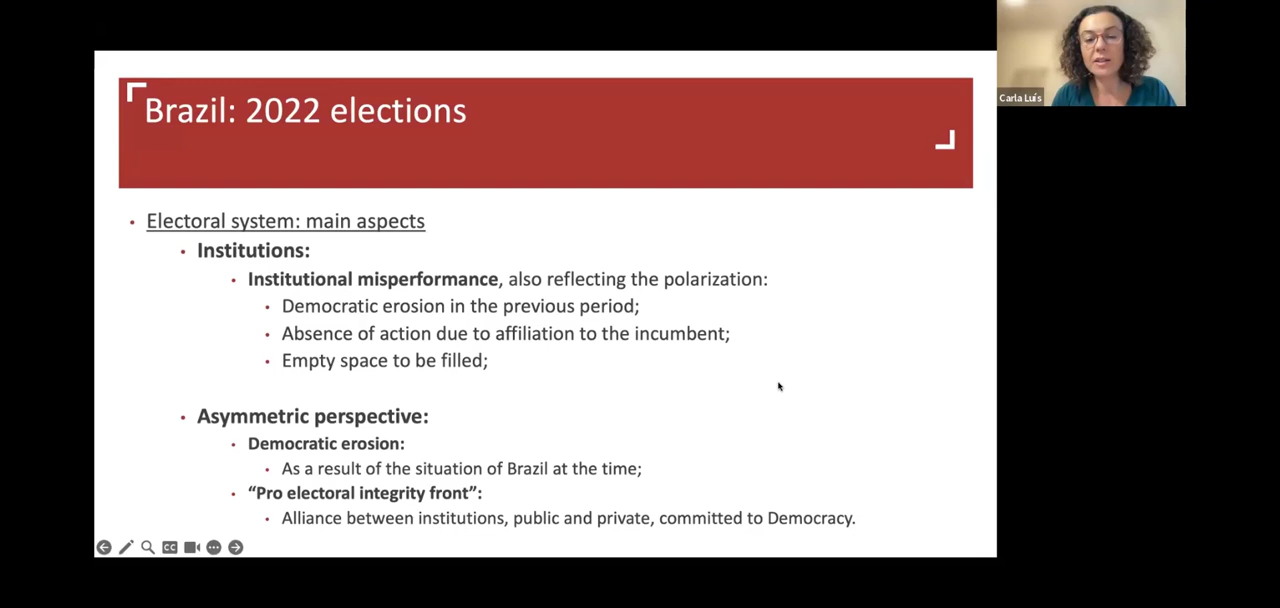 Brazil: 2022 elections
Carla Luís
• Electoral system: main aspects
• Institutions:
• Institutional misperformance, also reflecting the polarization:
• Democratic erosion in the previous period;
• Absence of action due to affiliation to the incumbent;
• Empty space to be filled;
• Asymmetric perspective:
• Democratic erosion:
• As a result of the situation of Brazil at the time;
• “Pro electoral integrity front”:
• Alliance between institutions, public and private, committed to Democracy.
CC